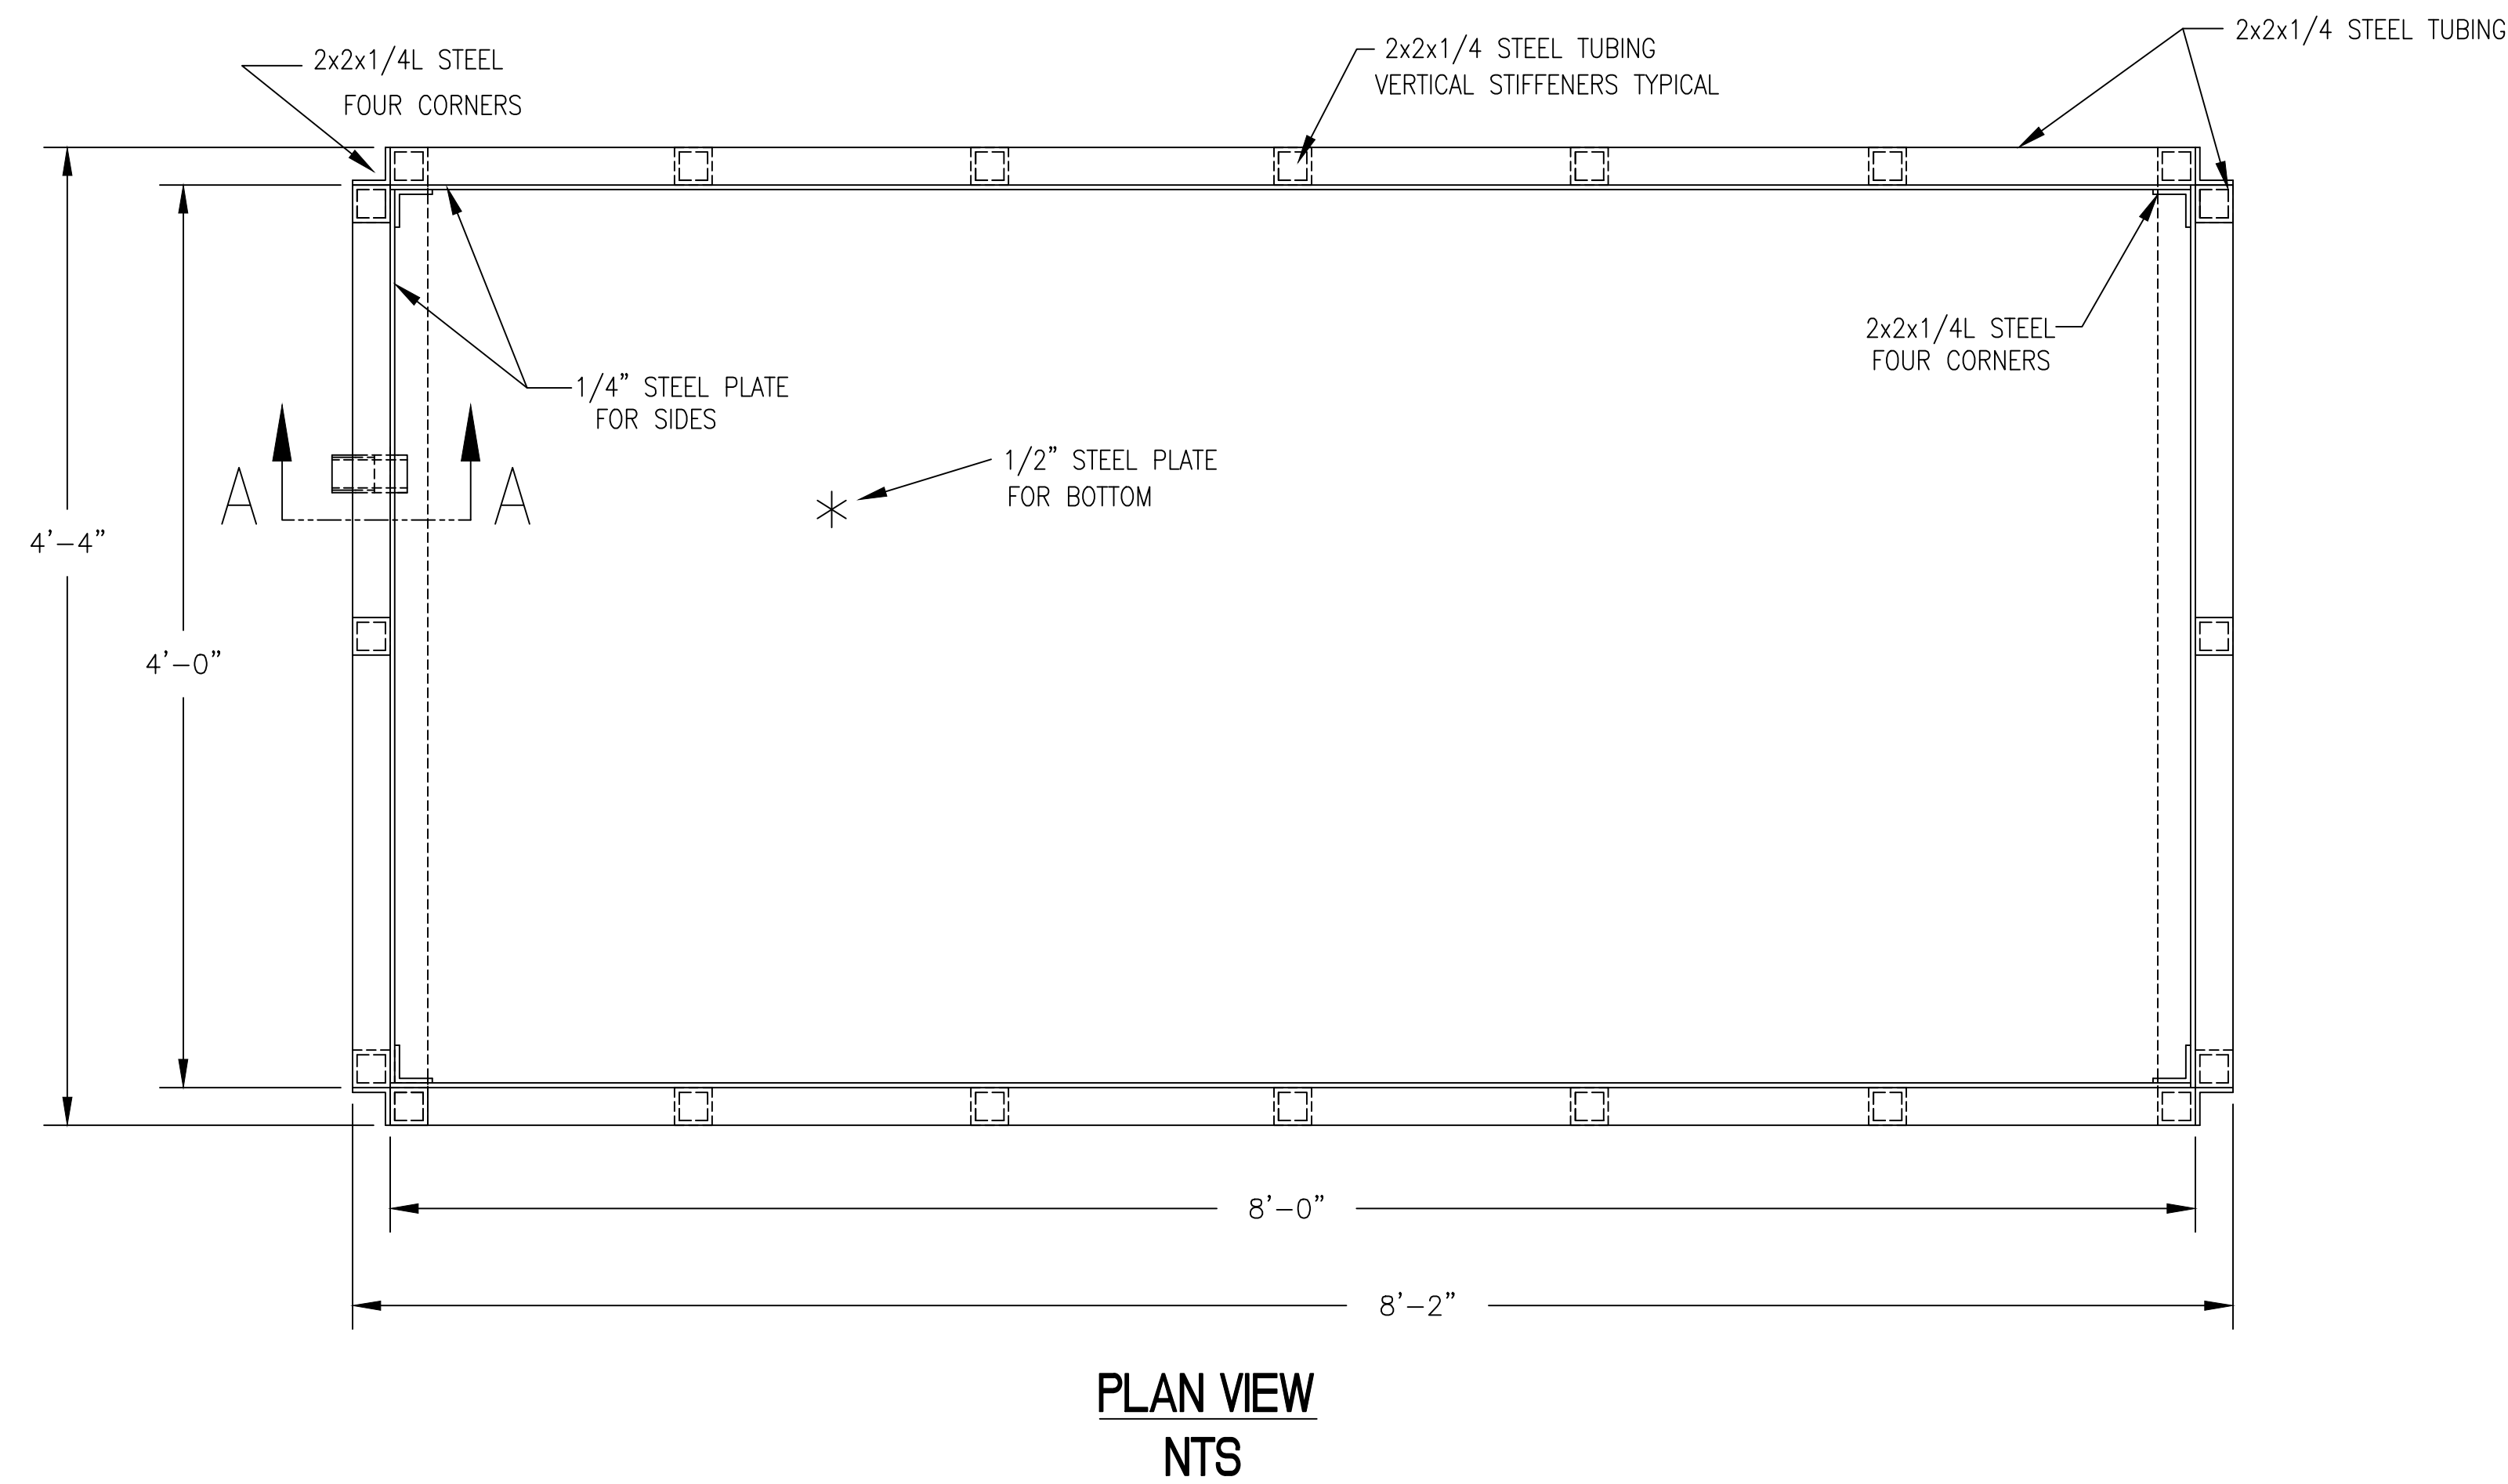 2x2x1/4L STEEL
FOUR CORNERS
2x2x1/4 STEEL TUBING
VERTICAL STIFFENERS TYPICAL
2x2x1/4 STEEL TUBING
2x2x1/4L STEEL
FOUR CORNERS
1/4” STEEL PLATE
FOR SIDES
1/2” STEEL PLATE
FOR BOTTOM
A
A
4’-4”
4’-0”
8’-0”
8’-2”
PLAN VIEW
NTS